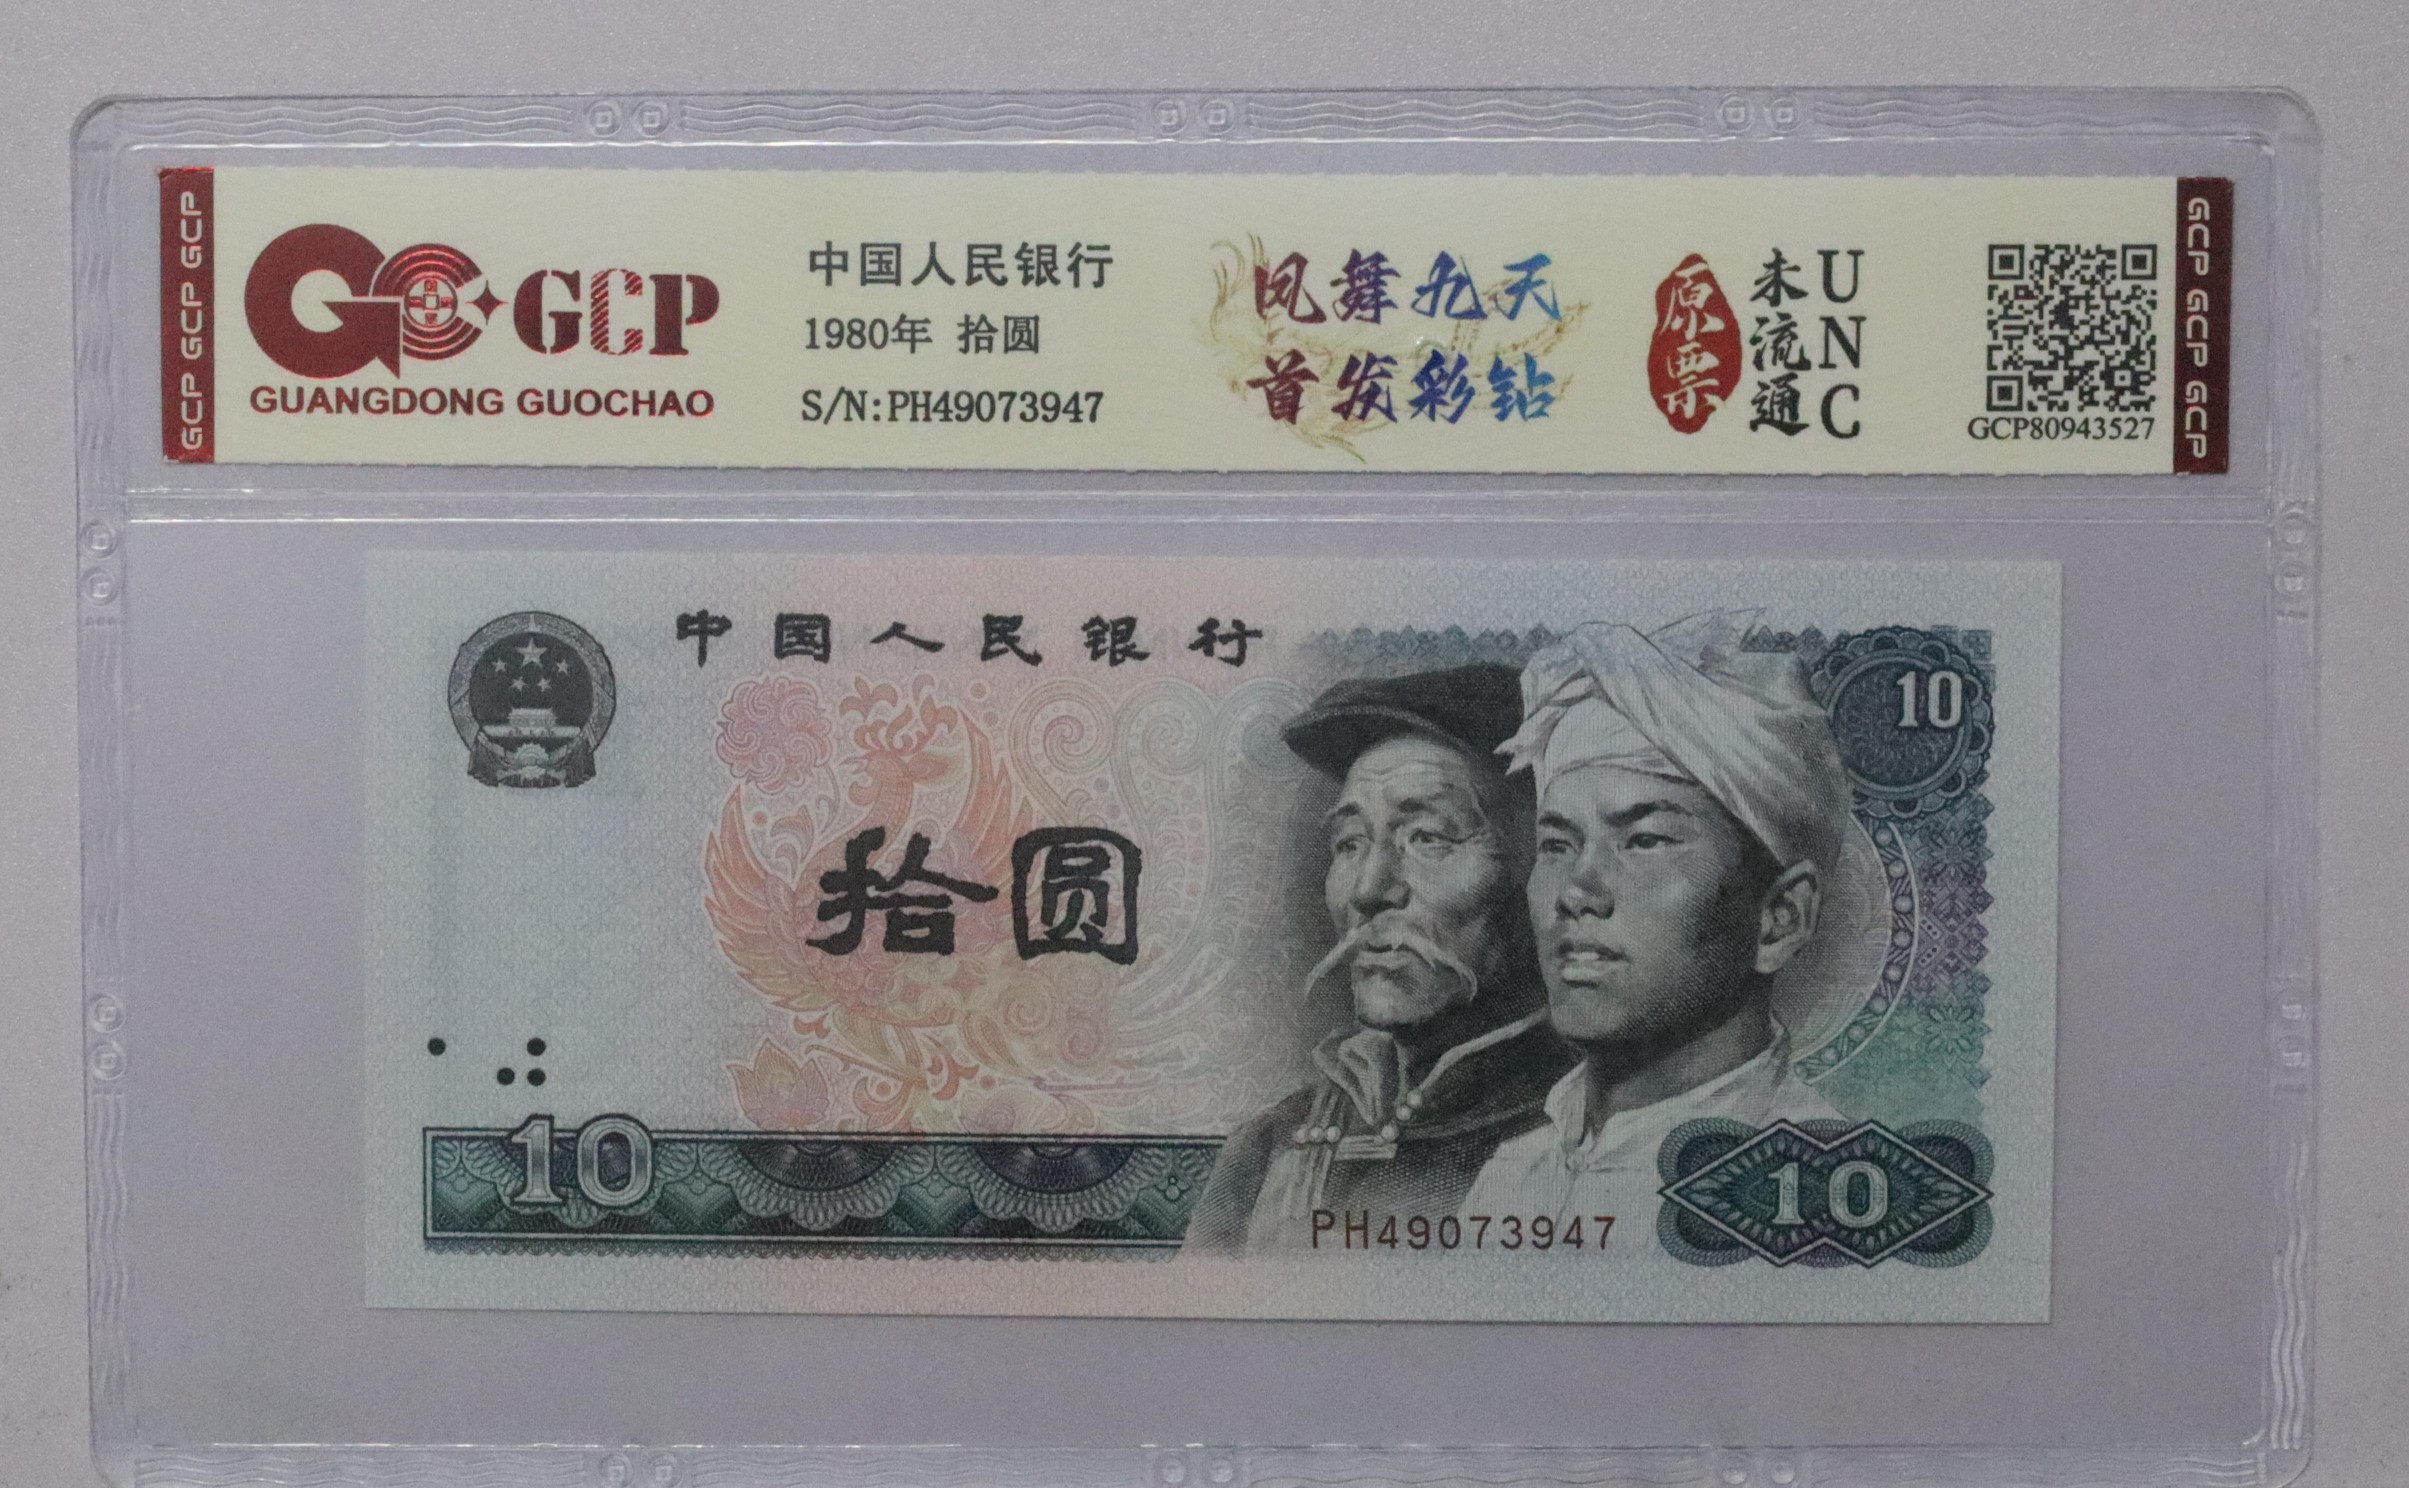 GCP GCP GCP
GCP
GUANGDONG GUOCHAO
中国人民银行
1980年 拾圆
S/N:PH49073947
凤舞九天
首发彩钻
原票
未流通
UNC
GCP80943527
GCP GCP GCP
中国人民银行
10
拾圆
10
PH49073947
10